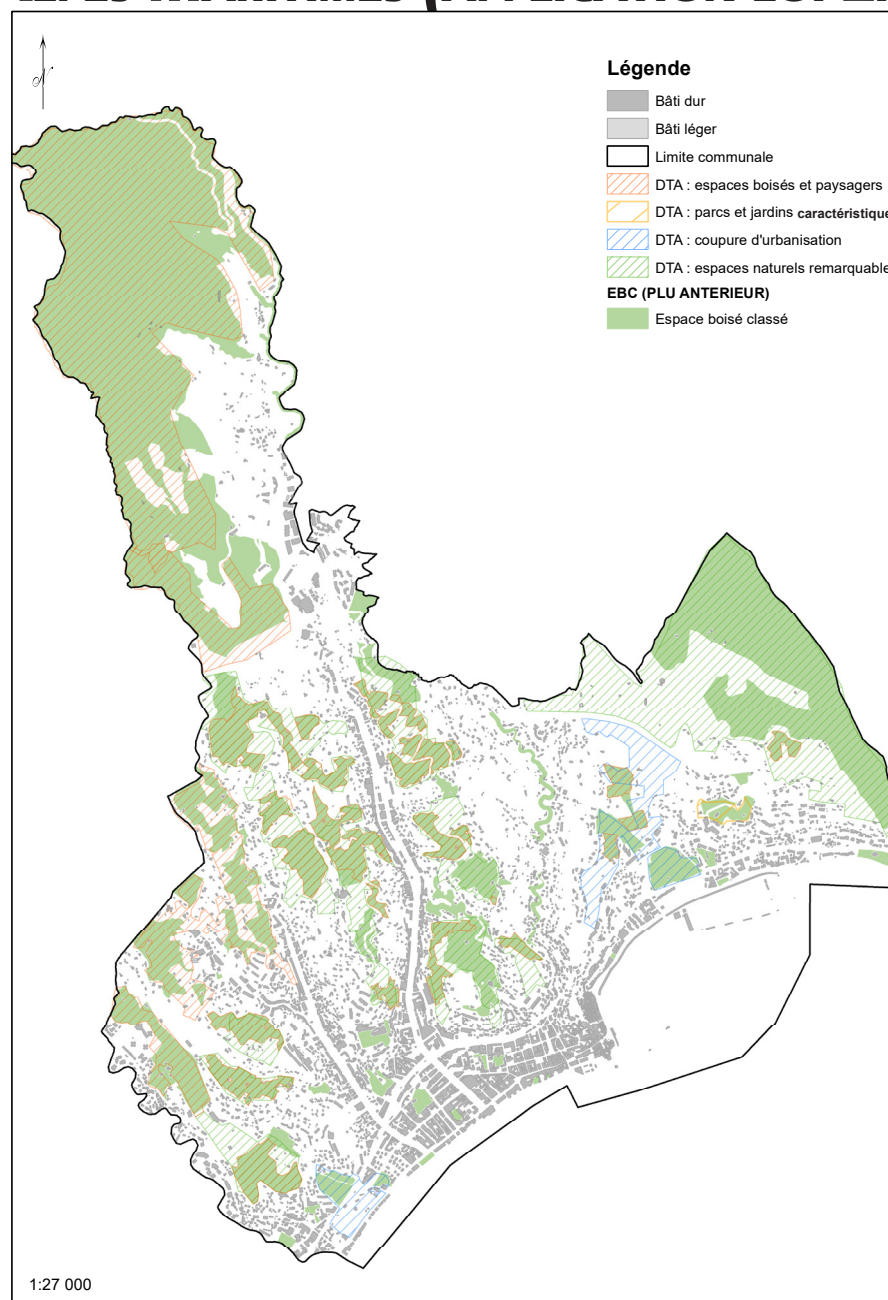 Légende
Bâti dur
Bâti léger
Limite communale
DTA : espaces boisés et paysagers
DTA : parcs et jardins caractéristique
DTA : coupure d'urbanisation
DTA : espaces naturels remarquable
EBC (PLU ANTERIEUR)
Espace boisé classé
1:27 000